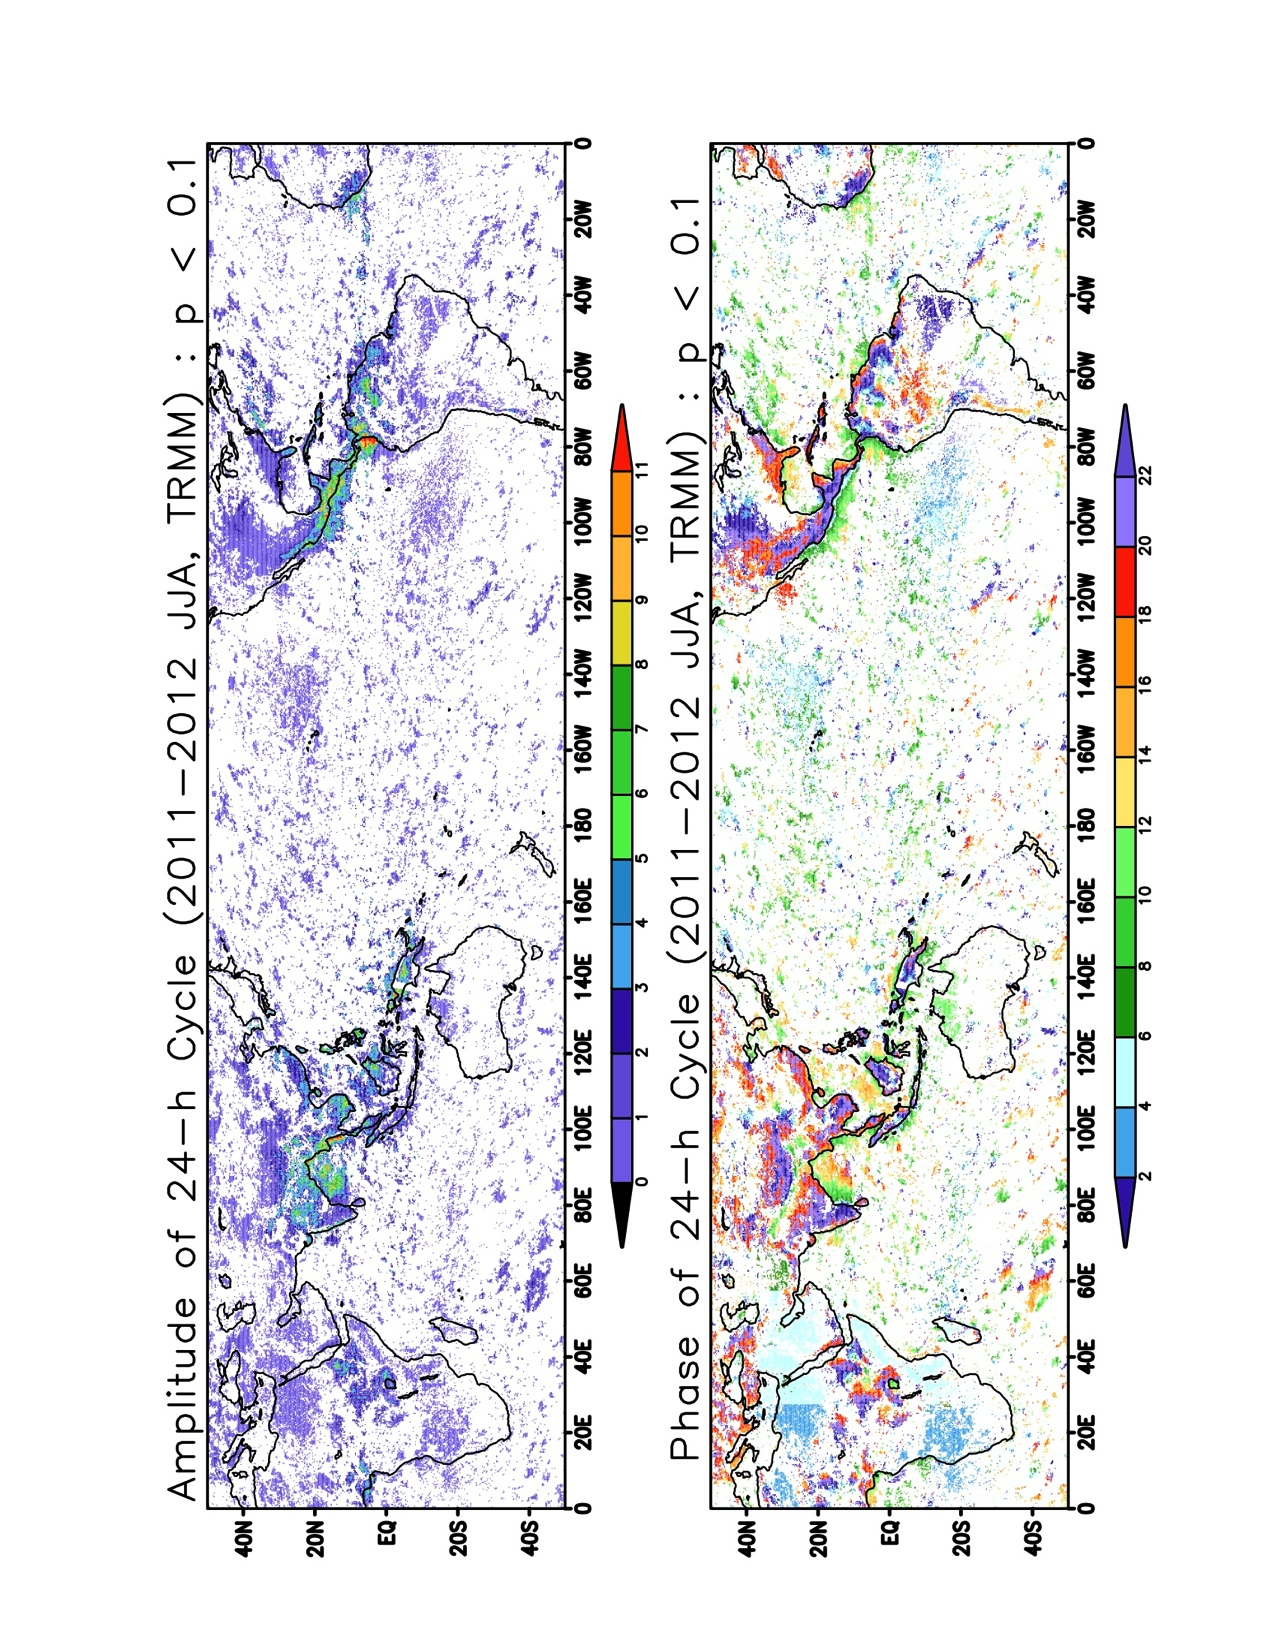 Amplitude of 24-h Cycle (2011-2012 JJA, TRMM) : p < 0.1
40N
20N
EQ
20S
40S
0 20E 40E 60E 80E 100E 120E 140E 160E 180 160W 140W 120W 100W 80W 60W 40W 20W 0
0 1 2 3 4 5 6 7 8 9 10 11
Phase of 24-h Cycle (2011-2012 JJA, TRMM) : p < 0.1
40N
20N
EQ
20S
40S
0 20E 40E 60E 80E 100E 120E 140E 160E 180 160W 140W 120W 100W 80W 60W 40W 20W 0
2 4 6 8 10 12 14 16 18 20 22